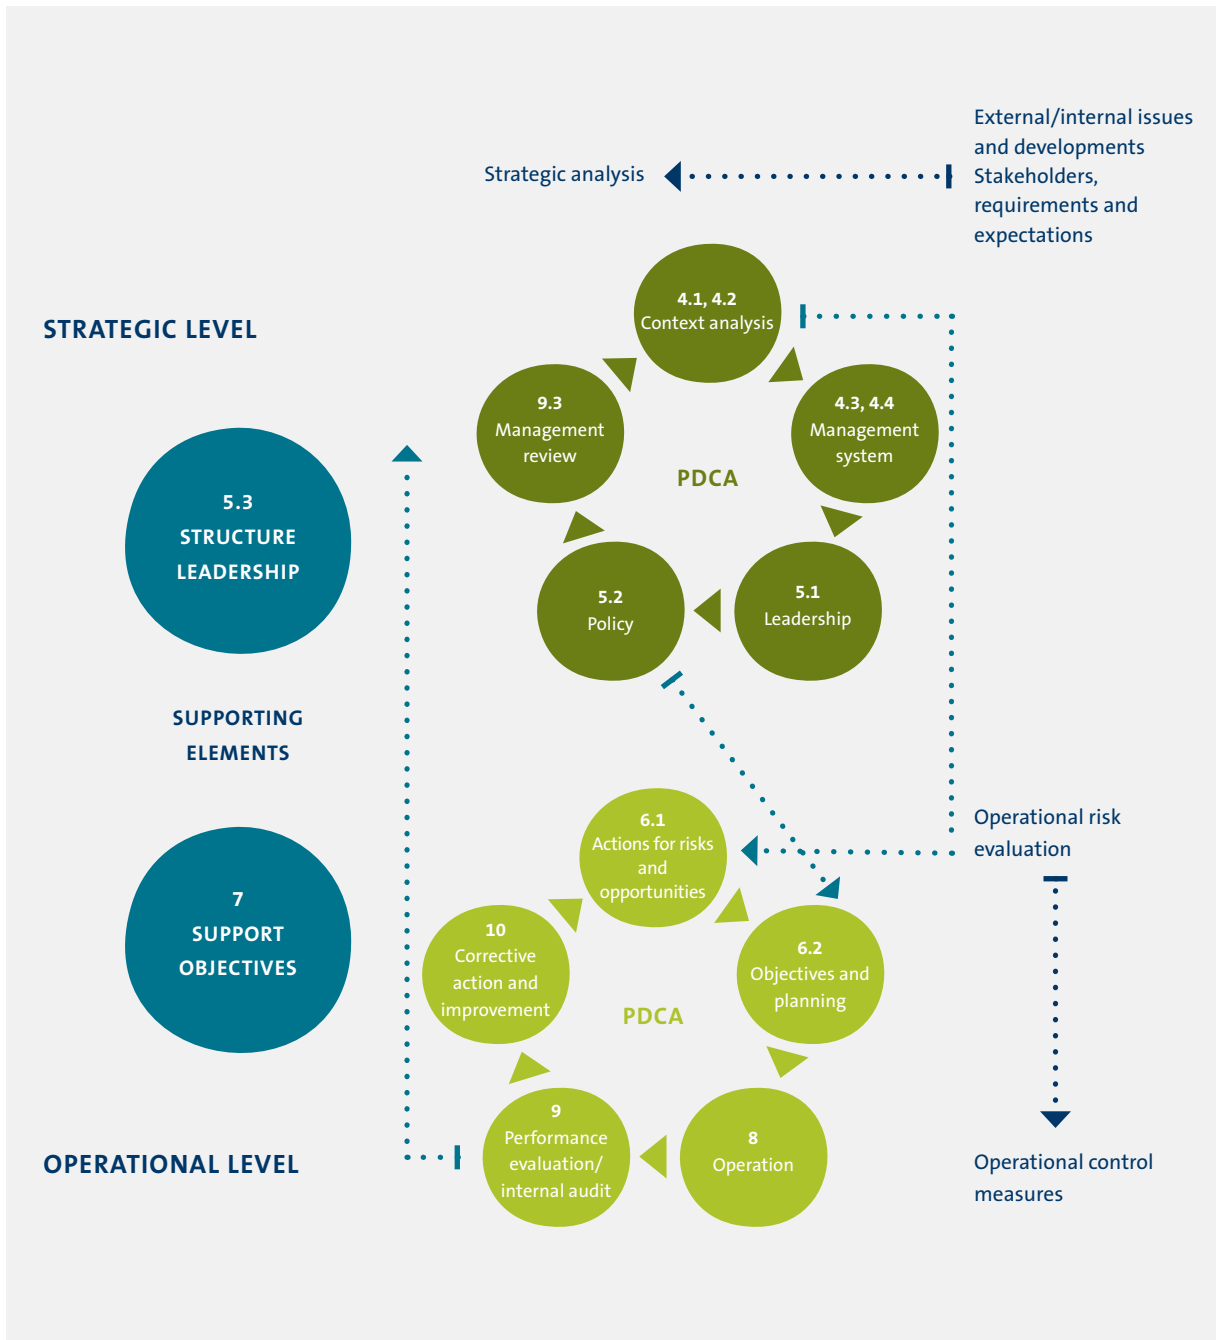 External/internal issues
and developments
Strategic analysis
Stakeholders,
requirements and
expectations
STRATEGIC LEVEL
4.1, 4.2
Context analysis
9.3
Management
review
4.3, 4.4
Management
system
PDCA
5.3
STRUCTURE
LEADERSHIP
5.2
Policy
5.1
Leadership
SUPPORTING
ELEMENTS
6.1
Actions for risks
and
opportunities
Operational risk
evaluation
7
SUPPORT
OBJECTIVES
10
Corrective
action and
improvement
6.2
Objectives and
planning
PDCA
9
Performance
evaluation/
internal audit
8
Operation
OPERATIONAL LEVEL
Operational control
measures